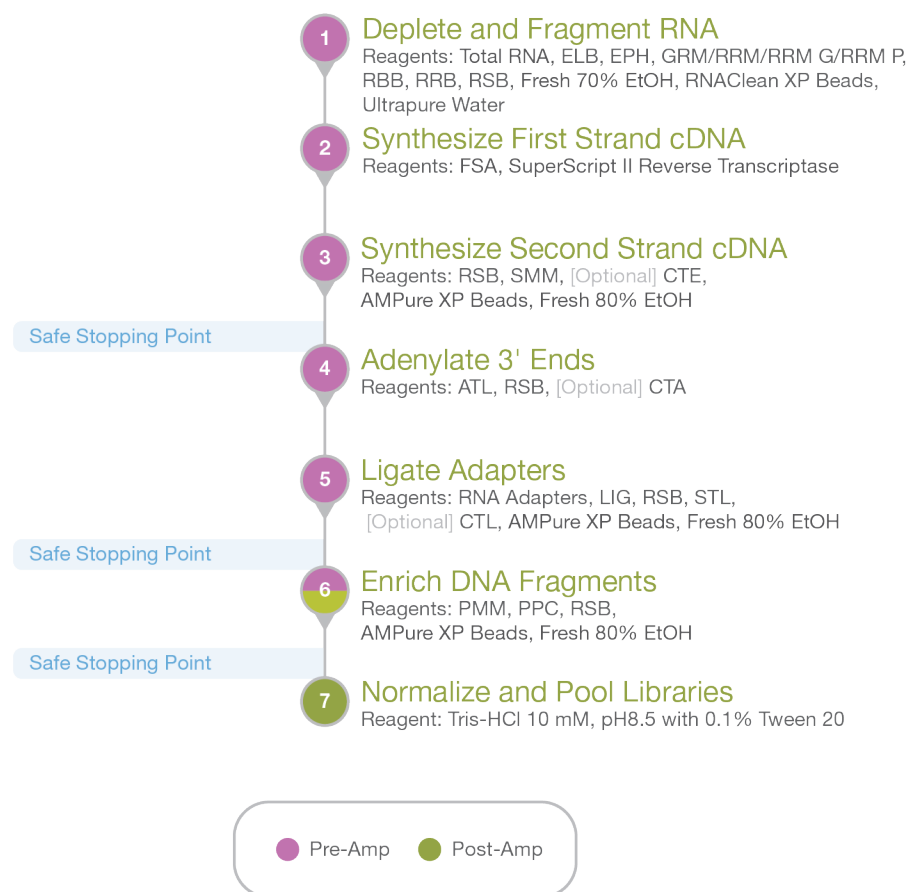 1
Deplete and Fragment RNA
Reagents: Total RNA, ELB, EPH, GRM/RRM/RRM G/RRM P,
RBB, RRB, RSB, Fresh 70% EtOH, RNAClean XP Beads,
Ultrapure Water
2
Synthesize First Strand cDNA
Reagents: FSA, SuperScript II Reverse Transcriptase
3
Synthesize Second Strand cDNA
Reagents: RSB, SMM, [Optional] CTE,
AMPure XP Beads, Fresh 80% EtOH
Safe Stopping Point
4
Adenylate 3' Ends
Reagents: ATL, RSB, [Optional] CTA
5
Ligate Adapters
Reagents: RNA Adapters, LIG, RSB, STL,
[Optional] CTL, AMPure XP Beads, Fresh 80% EtOH
Safe Stopping Point
6
Enrich DNA Fragments
Reagents: PMM, PPC, RSB,
AMPure XP Beads, Fresh 80% EtOH
Safe Stopping Point
7
Normalize and Pool Libraries
Reagent: Tris-HCl 10 mM, pH8.5 with 0.1% Tween 20
Pre-Amp Post-Amp